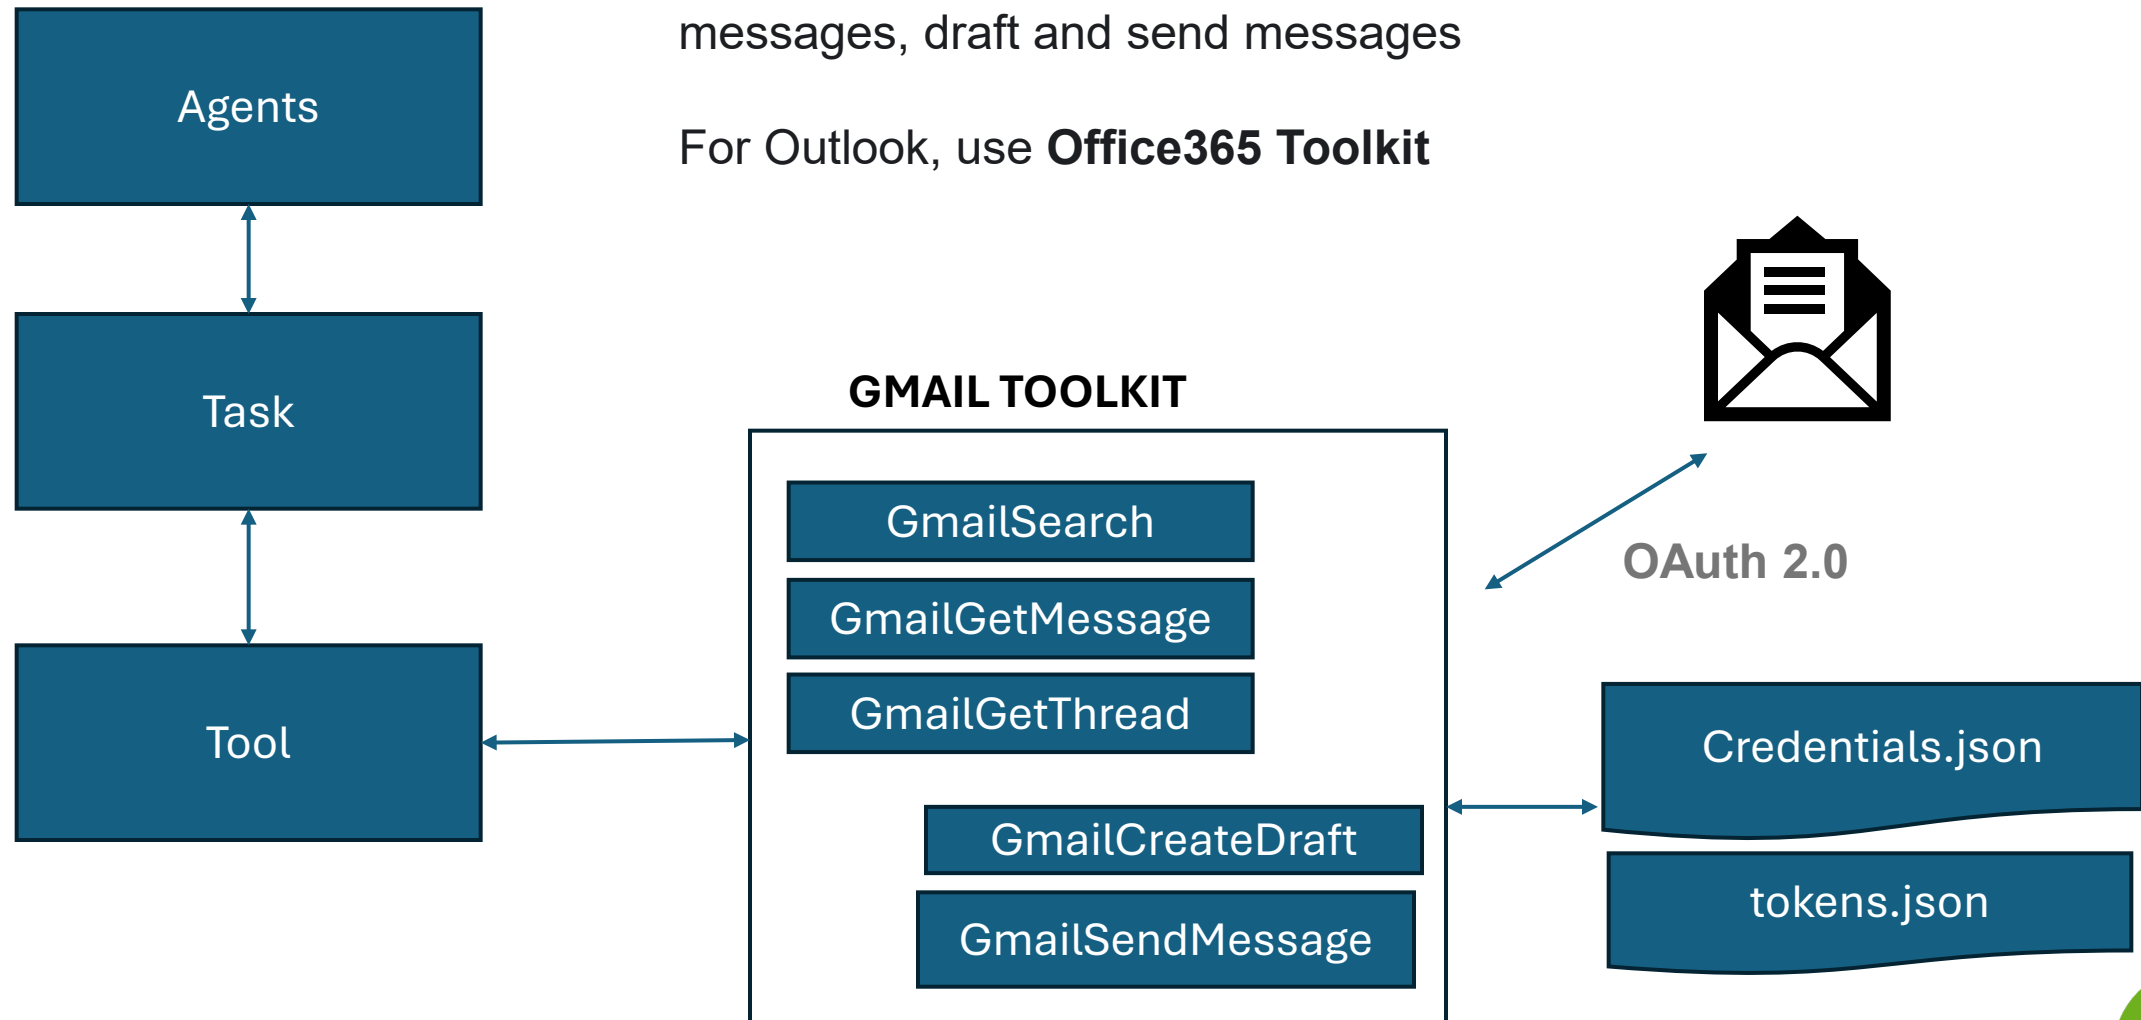 messages, draft and send messages
For Outlook, use Office365 Toolkit
Agents
Task
Tool
GMAIL TOOLKIT
GmailSearch
GmailGetMessage
GmailGetThread
GmailCreateDraft
GmailSendMessage
OAuth 2.0
Credentials.json
tokens.json